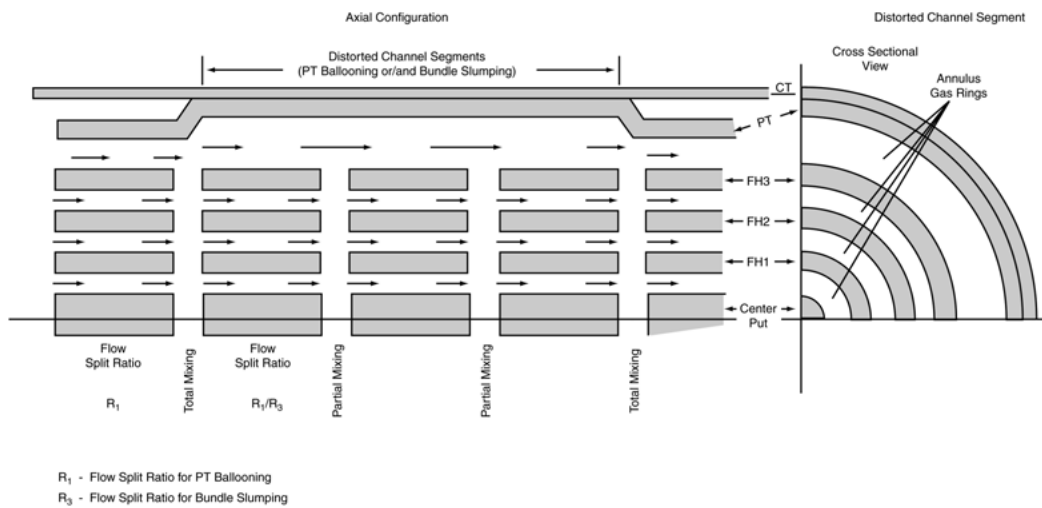 Axial Configuration
Distorted Channel Segment
Distorted Channel Segments
(PT Ballooning or/and Bundle Slumping)
Cross Sectional
View
Annulus
Gas Rings
CT
PT
FH3
FH2
FH1
Center
Put
Flow
Split Ratio
R₁
Total Mixing
Flow
Split Ratio
R₁/R₃
Partial Mixing
Partial Mixing
Total Mixing
R₁ - Flow Split Ratio for PT Ballooning
R₃ - Flow Split Ratio for Bundle Slumping